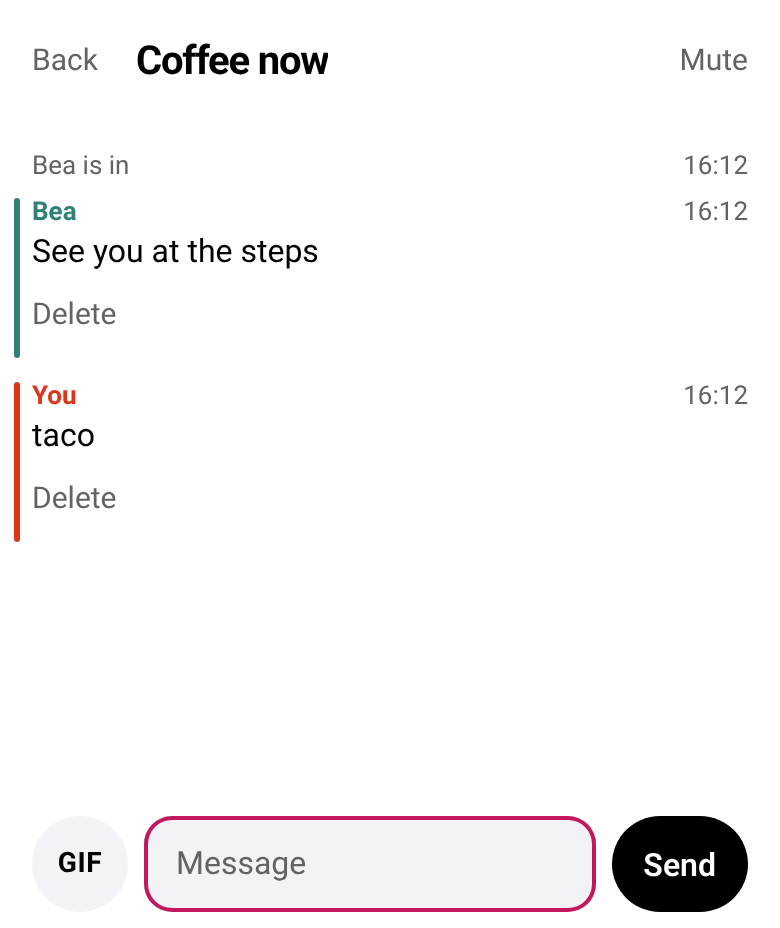 Back Coffee now Mute
Bea is in 16:12
Bea 16:12
See you at the steps
Delete
You 16:12
taco
Delete
GIF Message Send